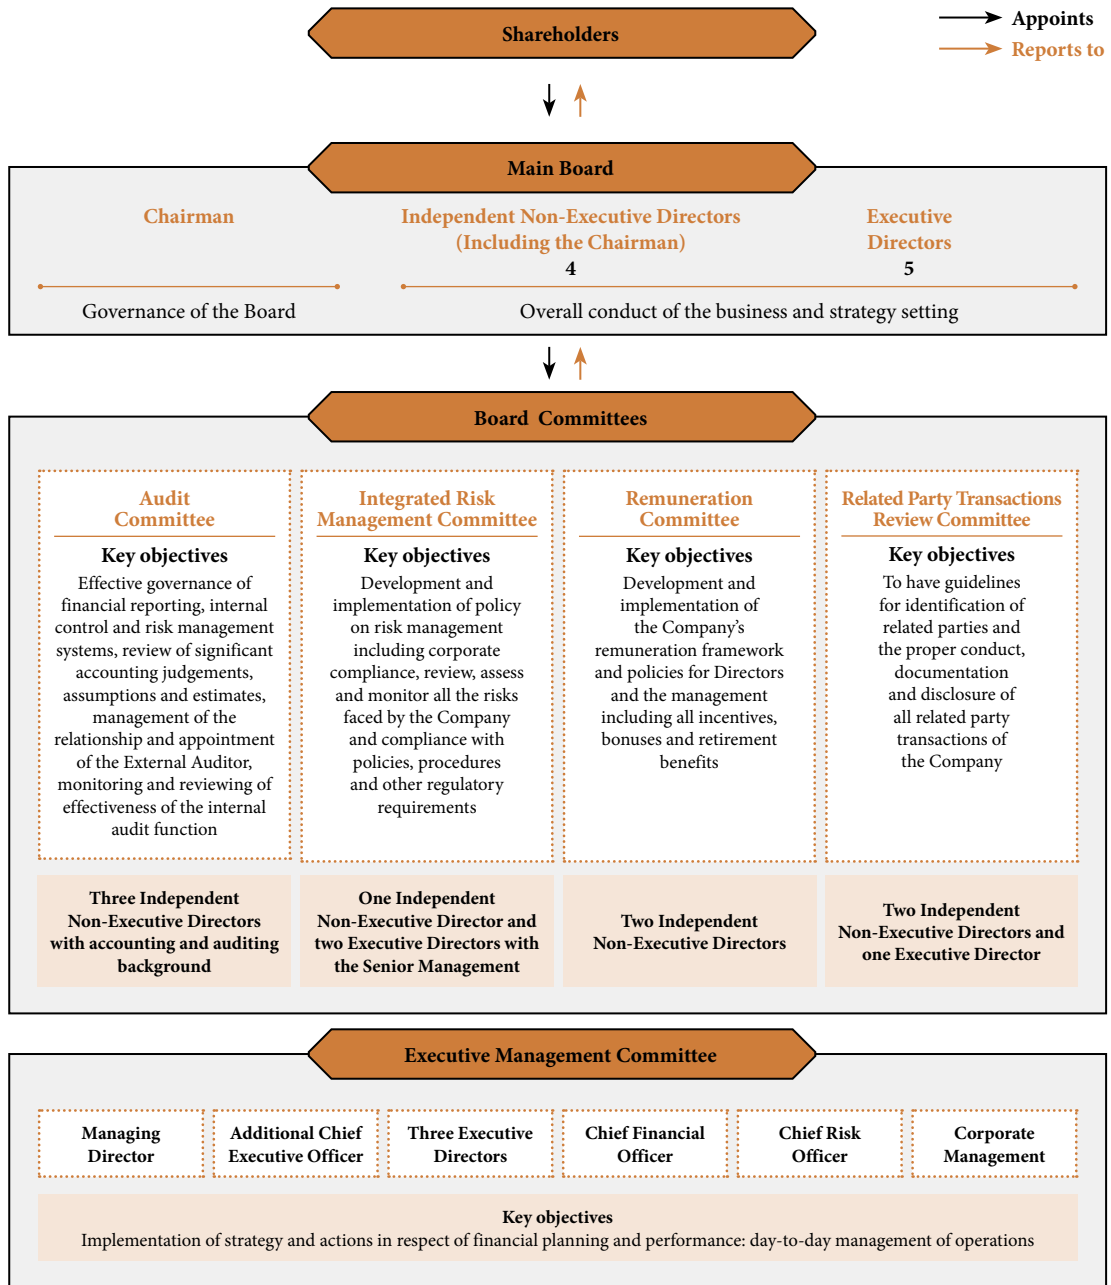 Shareholders
Appoints
Reports to
Main Board
Chairman
Independent Non-Executive Directors
(Including the Chairman)
4
Executive
Directors
5
Governance of the Board
Overall conduct of the business and strategy setting
Board Committees
Audit
Committee
Key objectives
Effective governance of
financial reporting, internal
control and risk management
systems, review of significant
accounting judgements,
assumptions and estimates,
management of the
relationship and appointment
of the External Auditor,
monitoring and reviewing of
effectiveness of the internal
audit function
Three Independent
Non-Executive Directors
with accounting and auditing
background
Integrated Risk
Management Committee
Key objectives
Development and
implementation of policy
on risk management
including corporate
compliance, review, assess
and monitor all the risks
faced by the Company
and compliance with
policies, procedures
and other regulatory
requirements
One Independent
Non-Executive Director and
two Executive Directors with
the Senior Management
Remuneration
Committee
Key objectives
Development and
implementation of
the Company's
remuneration framework
and policies for Directors
and the management
including all incentives,
bonuses and retirement
benefits
Two Independent
Non-Executive Directors
Related Party Transactions
Review Committee
Key objectives
To have guidelines
for identification of
related parties and
the proper conduct,
documentation
and disclosure of
all related party
transactions of
the Company
Two Independent
Non-Executive Directors and
one Executive Director
Executive Management Committee
Managing
Director
Additional Chief
Executive Officer
Three Executive
Directors
Chief Financial
Officer
Chief Risk
Officer
Corporate
Management
Key objectives
Implementation of strategy and actions in respect of financial planning and performance: day-to-day management of operations